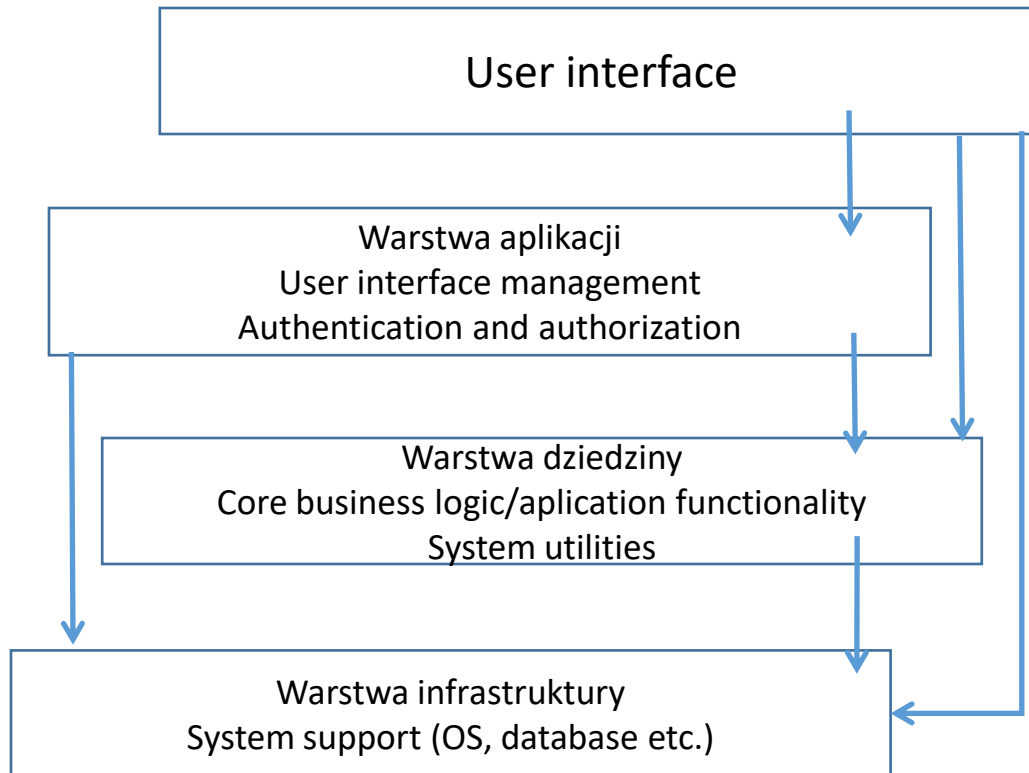 User interface
Warstwa aplikacji
User interface management
Authentication and authorization
Warstwa dziedziny
Core business logic/aplication functionality
System utilities
Warstwa infrastruktury
System support (OS, database etc.)